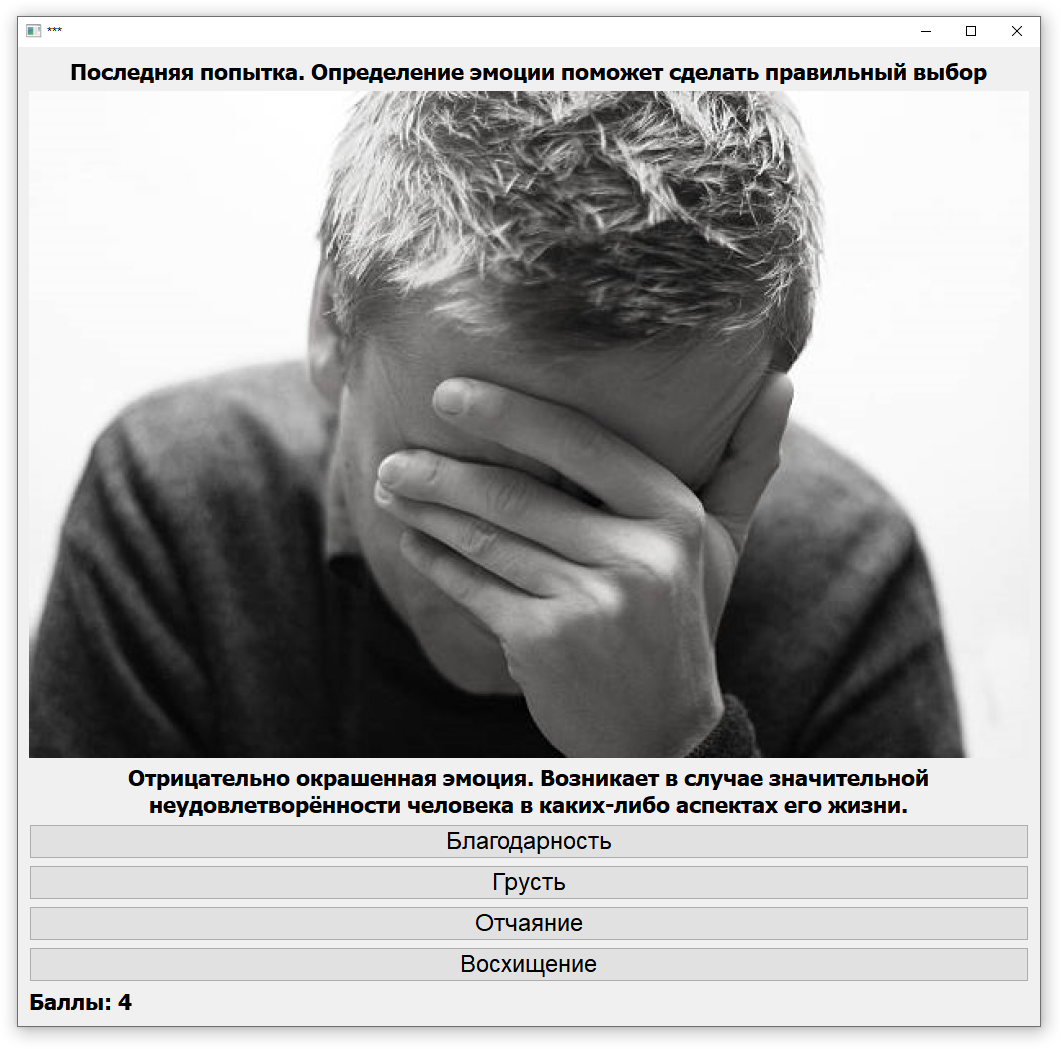 ***
Последняя попытка. Определение эмоции поможет сделать правильный выбор
Отрицательно окрашенная эмоция. Возникает в случае значительной
неудовлетворённости человека в каких-либо аспектах его жизни.
Благодарность
Грусть
Отчаяние
Восхищение
Баллы: 4